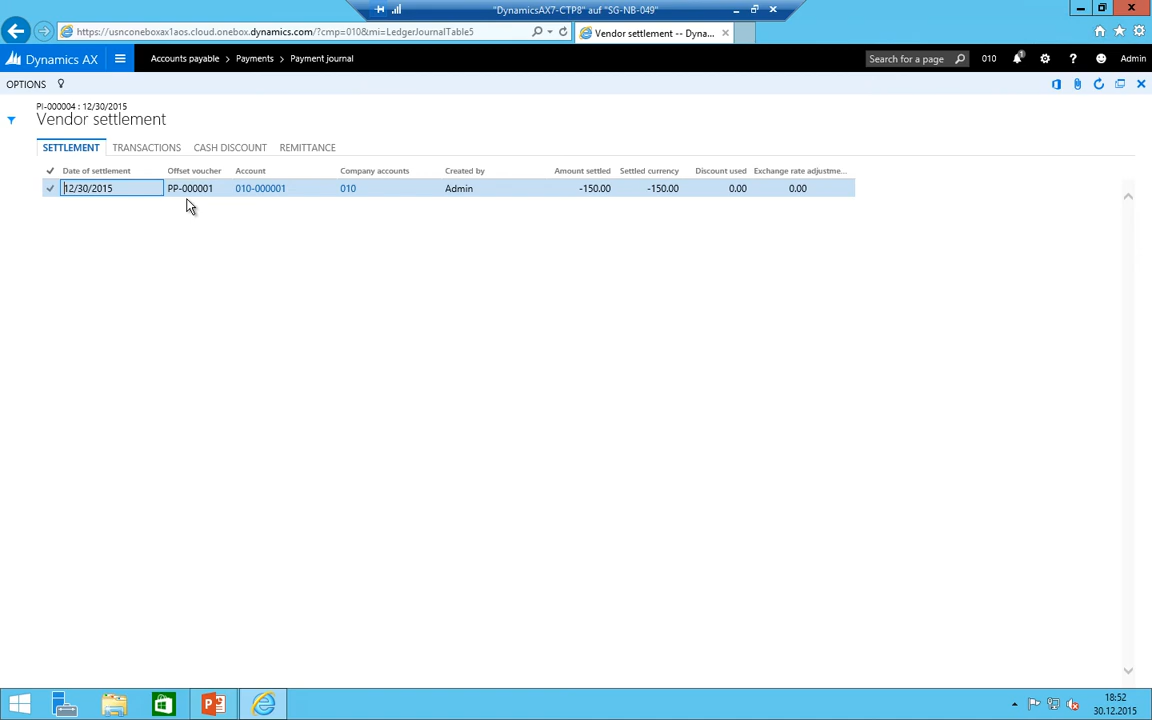 "DynamicsAX7-CTP8" auf "SG-NB-049"
https://usnconeboxax1aos.cloud.onebox.dynamics.com/?cmp=010&mi=LedgerJournalTable5
Vendor settlement -- Dyna...
Dynamics AX
Accounts payable > Payments > Payment journal
Search for a page
010
1
?
Admin
OPTIONS
PI-000004 : 12/30/2015
Vendor settlement
SETTLEMENT TRANSACTIONS CASH DISCOUNT REMITTANCE
Date of settlement Offset voucher Account Company accounts Created by Amount settled Settled currency Discount used Exchange rate adjustme...
12/30/2015 PP-000001 010-000001 010 Admin -150.00 -150.00 0.00 0.00
18:52
30.12.2015